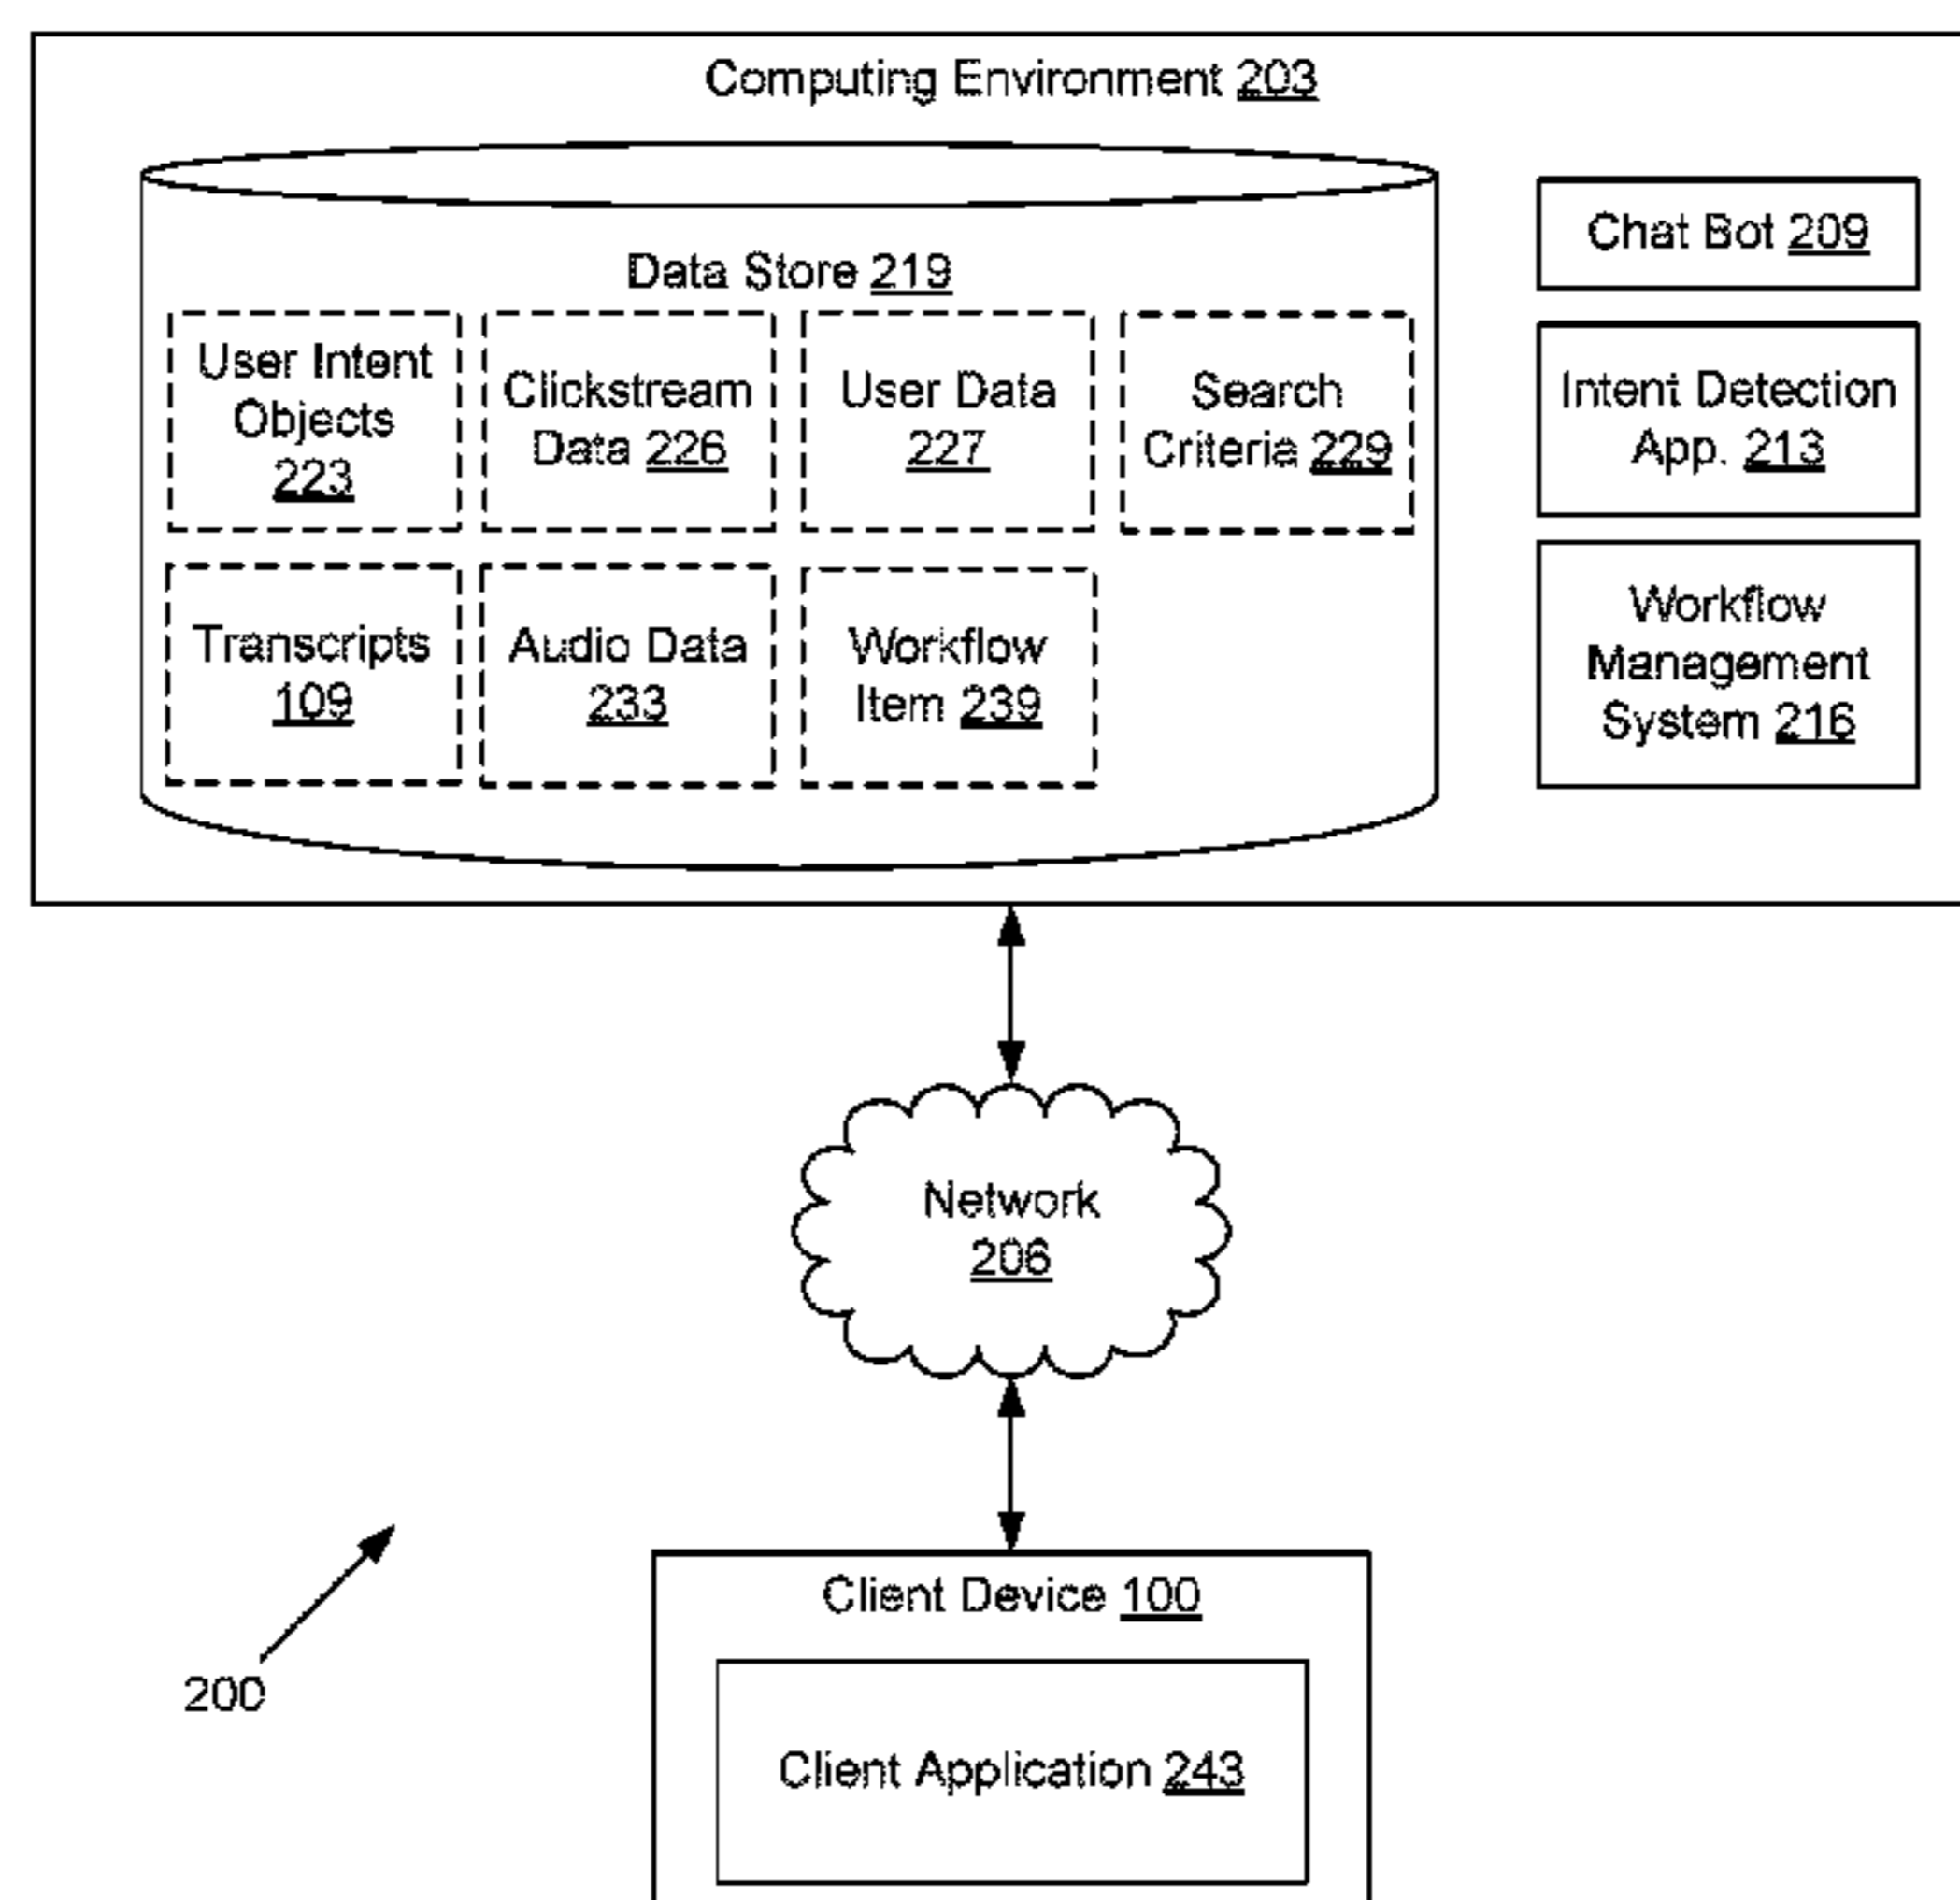 Computing Environment 203
Data Store 219
User Intent
Objects
223
Clickstream
Data 226
User Data
227
Search
Criteria 229
Transcripts
109
Audio Data
233
Workflow
Item 239
Chat Bot 209
Intent Detection
App. 213
Workflow
Management
System 216
Network
206
200
Client Device 100
Client Application 243